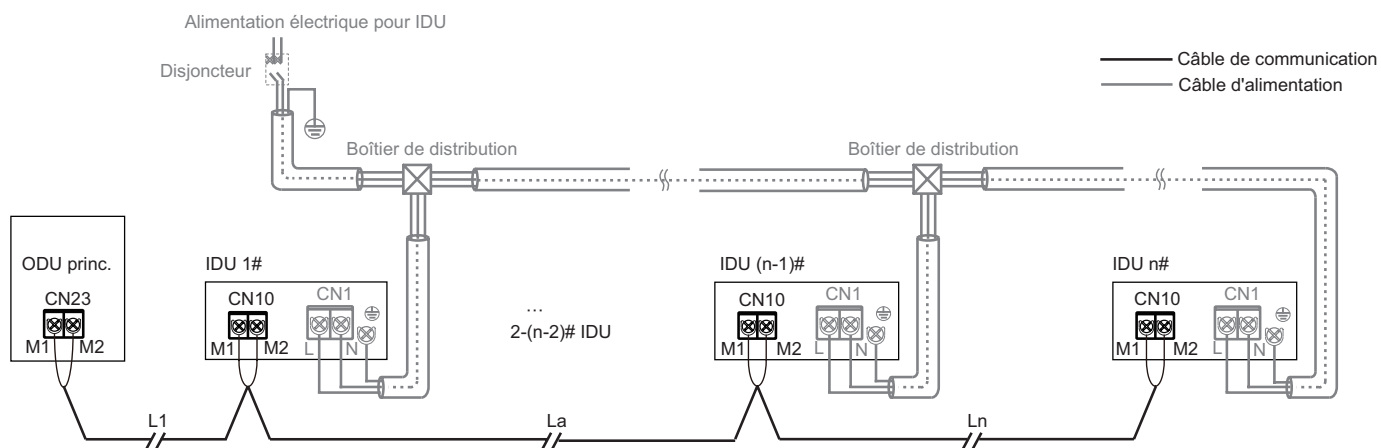 Alimentation électrique pour IDU
Disjoncteur
Câble de communication
Câble d'alimentation
Boîtier de distribution
Boîtier de distribution
ODU princ.
CN23
M1 M2
IDU 1#
CN10
M1 M2
CN1
L N
...
2-(n-2)# IDU
IDU (n-1)#
CN10
M1 M2
CN1
L N
IDU n#
CN10
M1 M2
CN1
L N
L1
La
Ln